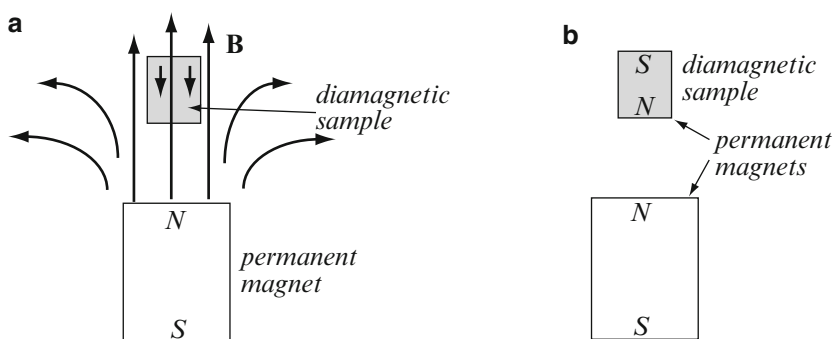 a
B
diamagnetic
sample
N
permanent
magnet
S
b
S
N
diamagnetic
sample
permanent
magnets
N
S